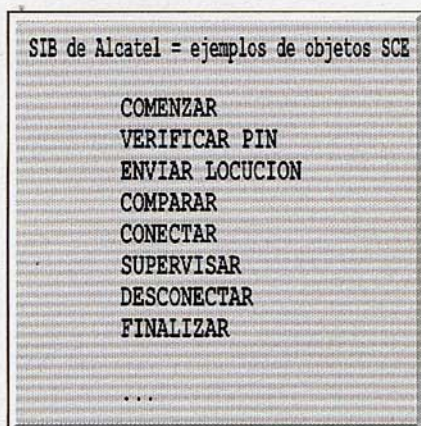 SIB de Alcatel = ejemplos de objetos SCE
COMENZAR
VERIFICAR PIN
ENVIAR LOCUCION
COMPARAR
CONECTAR
SUPERVISAR
DESCONECTAR
FINALIZAR
...